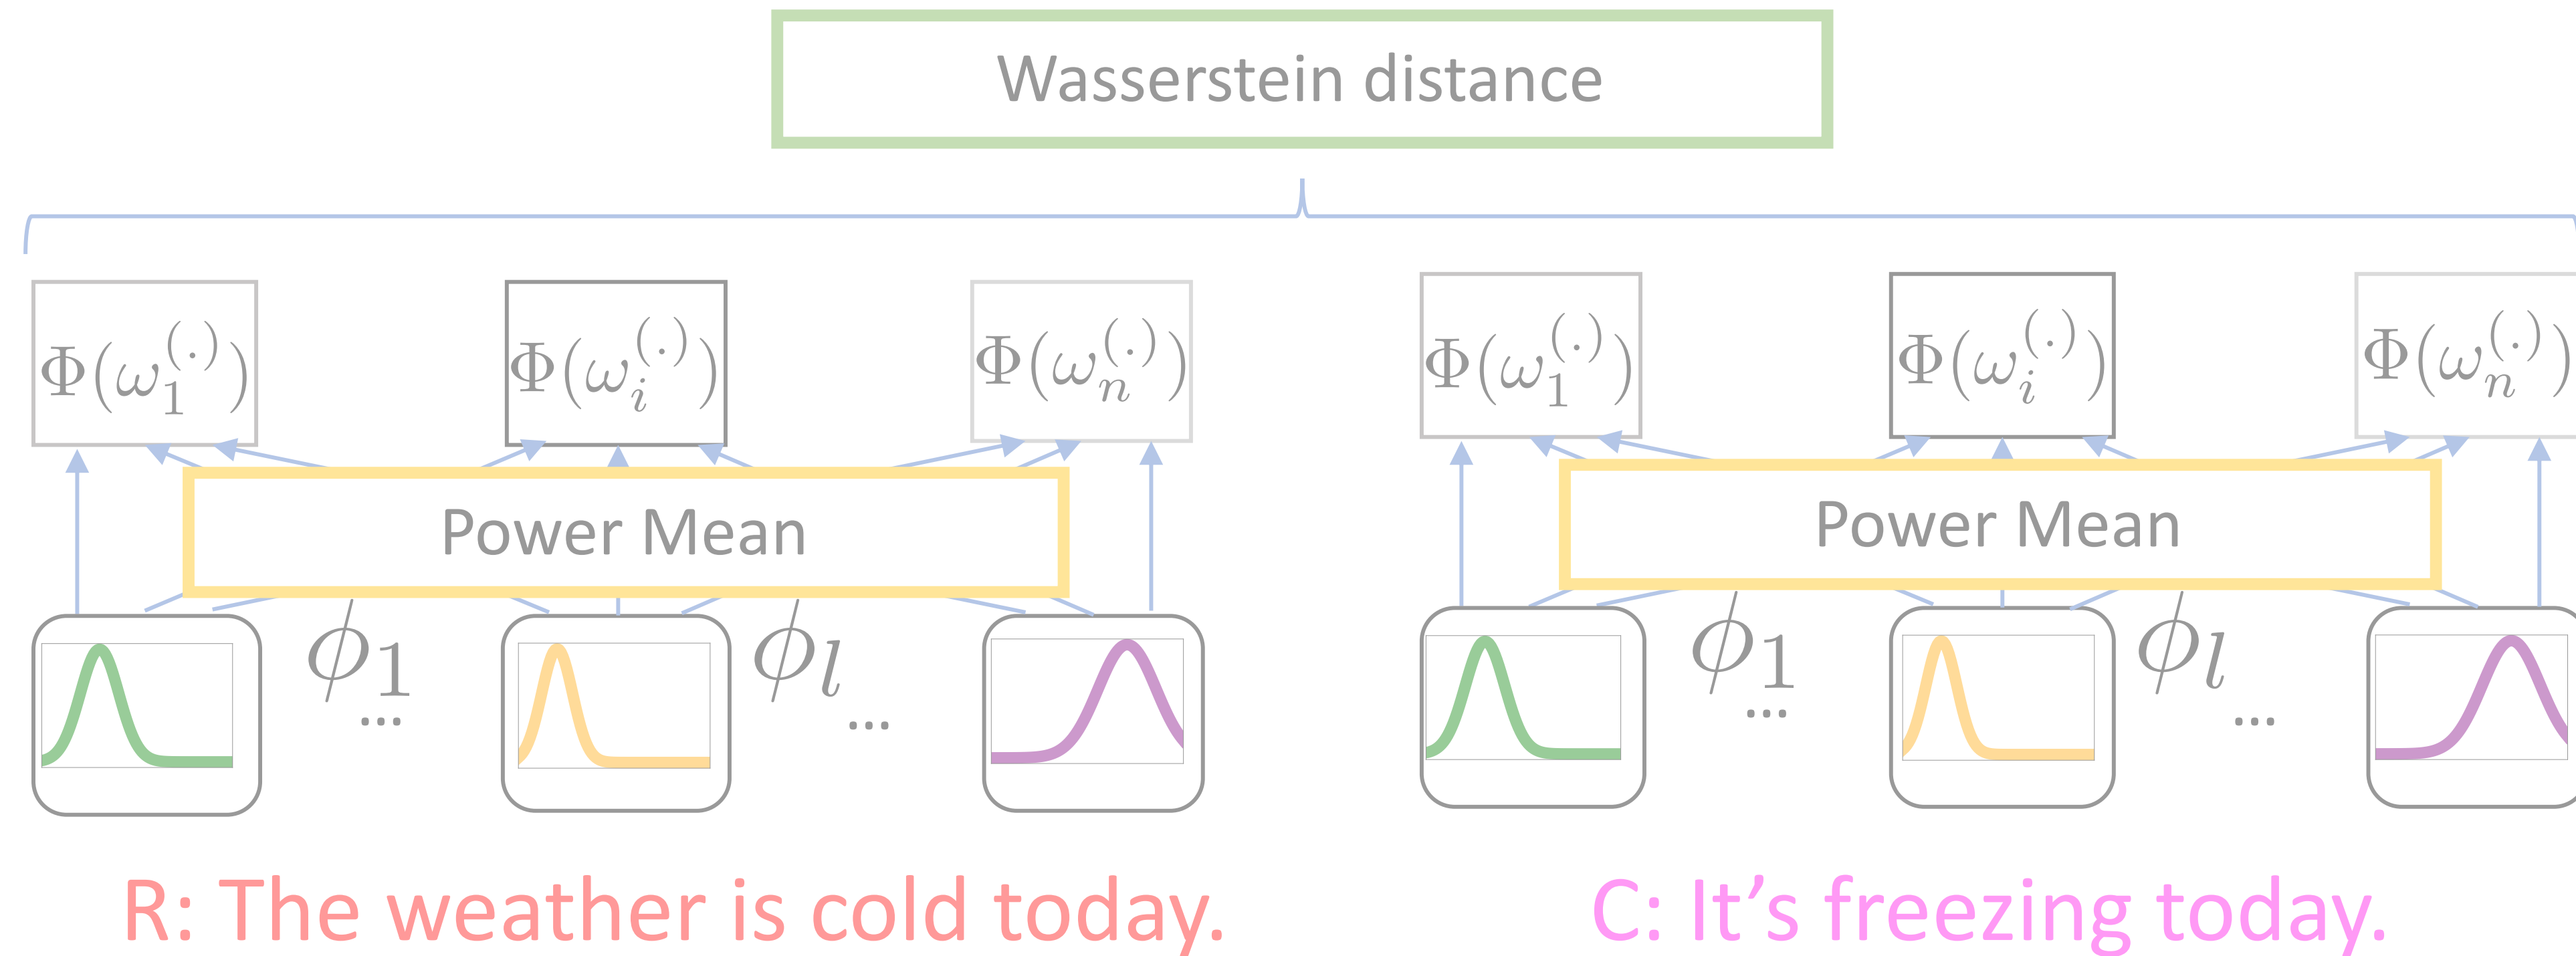 Wasserstein distance
Φ(ω₁⁽·⁾) Φ(ωᵢ⁽·⁾) Φ(ωₙ⁽·⁾) Φ(ω₁⁽·⁾) Φ(ωᵢ⁽·⁾) Φ(ωₙ⁽·⁾)
Power Mean Power Mean
ϕ₁ ... ϕₗ ... ϕ₁ ... ϕₗ ...
R: The weather is cold today. C: It’s freezing today.